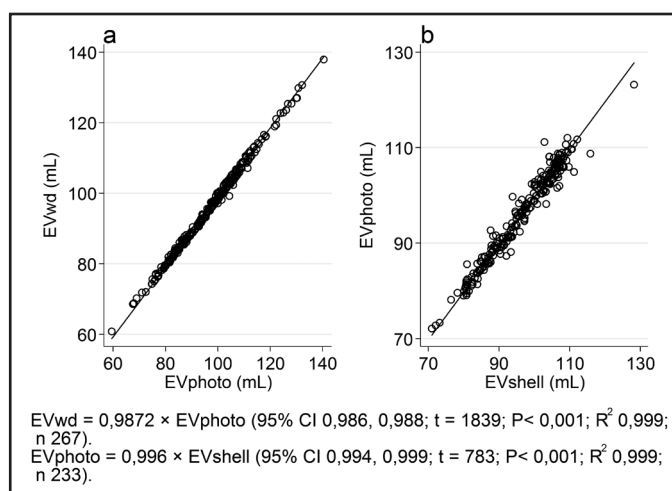 a
b
140
120
100
80
60
EVwd (mL)
60
80
100
120
140
EVphoto (mL)
130
110
90
70
EVphoto (mL)
70
90
110
130
EVshell (mL)
EVwd = 0,9872 × EVphoto (95% CI 0,986, 0,988; t = 1839; P< 0,001; R² 0,999;
n 267).
EVphoto = 0,996 × EVshell (95% CI 0,994, 0,999; t = 783; P< 0,001; R² 0,999;
n 233).